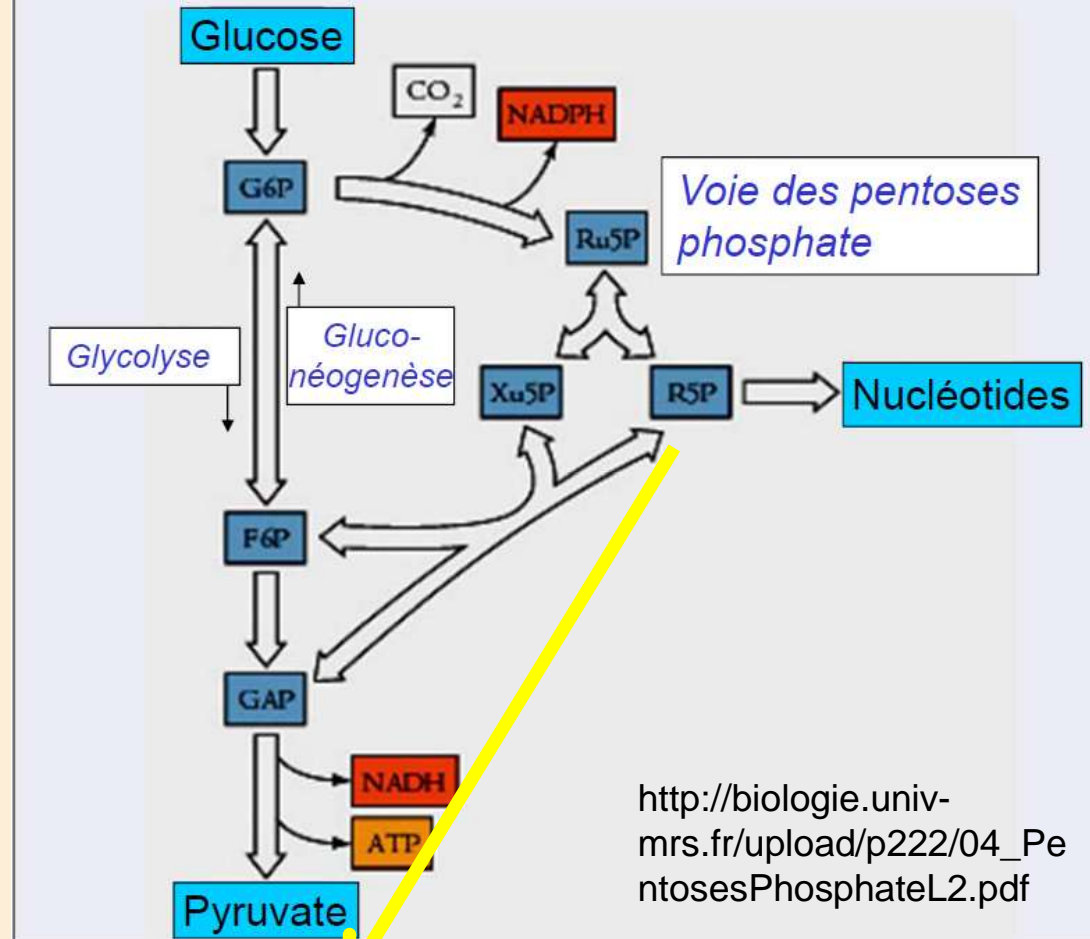 Glucose
CO2
NADPH
G6P
Voie des pentoses
phosphate
Ru5P
Glycolyse
Gluco-
néogenèse
Xu5P
R5P
Nucléotides
F6P
GAP
NADH
ATP
http://biologie.univ-
mrs.fr/upload/p222/04_Pe
ntosesPhosphateL2.pdf
Pyruvate